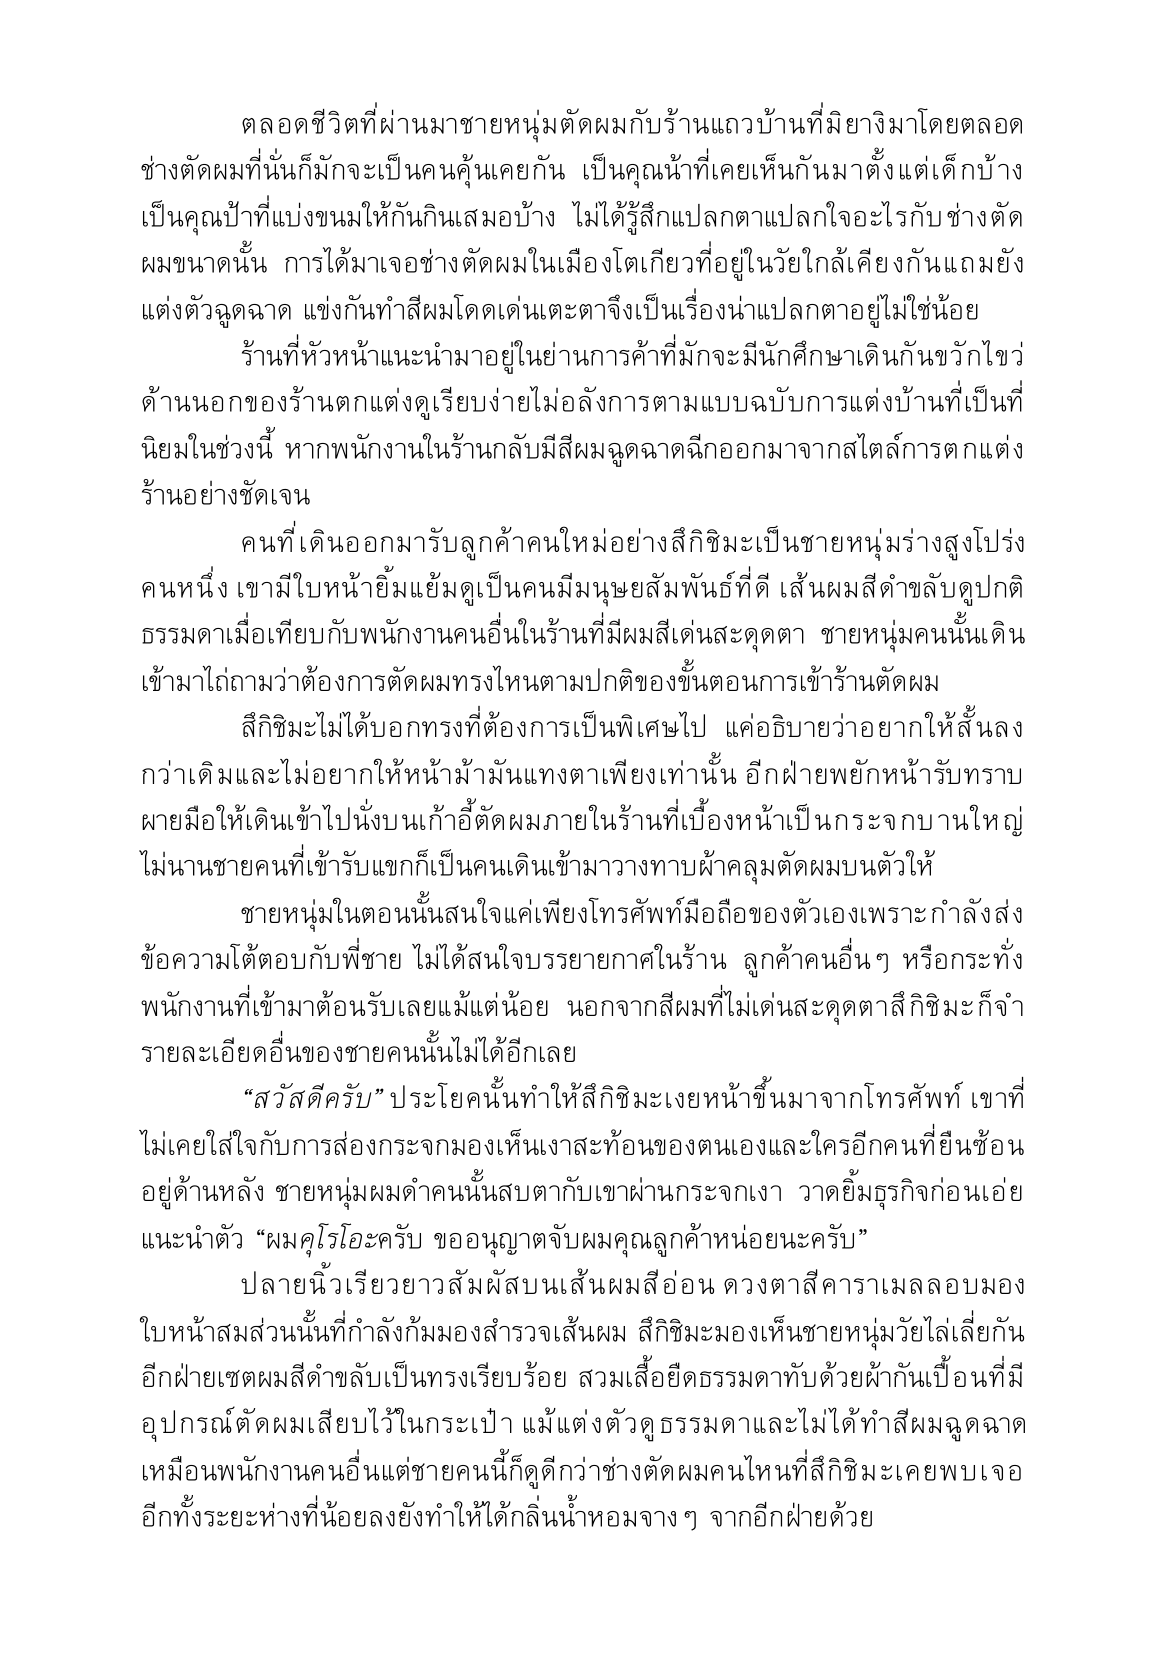 ตลอดชีวิตที่ผ่านมาชายหนุ่มตัดผมกับร้านแถวบ้านที่มิยางิมาโดยตลอด
ช่างตัดผมที่นั่นก็มักจะเป็นคนคุ้นเคยกัน เป็นคุณน้าที่เคยเห็นกันมาตั้งแต่เด็กบ้าง
เป็นคุณป้าที่แบ่งขนมให้กันกินเสมอบ้าง ไม่ได้รู้สึกแปลกตาแปลกใจอะไรกับช่างตัด
ผมขนาดนั้น การได้มาเจอช่างตัดผมในเมืองโตเกียวที่อยู่ในวัยใกล้เคียงกันแถมยัง
แต่งตัวฉูดฉาด แข่งกันทำสีผมโดดเด่นเตะตาจึงเป็นเรื่องน่าแปลกตาอยู่ไม่ใช่น้อย
ร้านที่หัวหน้าแนะนำมาอยู่ในย่านการค้าที่มักจะมีนักศึกษาเดินกันขวักไขว่
ด้านนอกของร้านตกแต่งดูเรียบง่ายไม่อลังการตามแบบฉบับการแต่งบ้านที่เป็นที่
นิยมในช่วงนี้ หากพนักงานในร้านกลับมีสีผมฉูดฉาดฉีกออกมาจากสไตล์การตกแต่ง
ร้านอย่างชัดเจน
คนที่เดินออกมารับลูกค้าคนใหม่อย่างสึกิชิมะเป็นชายหนุ่มร่างสูงโปร่ง
คนหนึ่ง เขามีใบหน้ายิ้มแย้มดูเป็นคนมีมนุษยสัมพันธ์ที่ดี เส้นผมสีดำขลับดูปกติ
ธรรมดาเมื่อเทียบกับพนักงานคนอื่นในร้านที่มีผมสีเด่นสะดุดตา ชายหนุ่มคนนั้นเดิน
เข้ามาไถ่ถามว่าต้องการตัดผมทรงไหนตามปกติของขั้นตอนการเข้าร้านตัดผม
สึกิชิมะไม่ได้บอกทรงที่ต้องการเป็นพิเศษไป แค่อธิบายว่าอยากให้สั้นลง
กว่าเดิมและไม่อยากให้หน้าม้ามันแทงตาเพียงเท่านั้น อีกฝ่ายพยักหน้ารับทราบ
ผายมือให้เดินเข้าไปนั่งบนเก้าอี้ตัดผมภายในร้านที่เบื้องหน้าเป็นกระจกบานใหญ่
ไม่นานชายคนที่เข้ารับแขกก็เป็นคนเดินเข้ามาวางทาบผ้าคลุมตัดผมบนตัวให้
ชายหนุ่มในตอนนั้นสนใจแค่เพียงโทรศัพท์มือถือของตัวเองเพราะกำลังส่ง
ข้อความโต้ตอบกับพี่ชาย ไม่ได้สนใจบรรยายกาศในร้าน ลูกค้าคนอื่นๆ หรือกระทั่ง
พนักงานที่เข้ามาต้อนรับเลยแม้แต่น้อย นอกจากสีผมที่ไม่เด่นสะดุดตาสึกิชิมะก็จำ
รายละเอียดอื่นของชายคนนั้นไม่ได้อีกเลย
“สวัสดีครับ” ประโยคนั้นทำให้สึกิชิมะเงยหน้าขึ้นมาจากโทรศัพท์ เขาที่
ไม่เคยใส่ใจกับการส่องกระจกมองเห็นเงาสะท้อนของตนเองและใครอีกคนที่ยืนซ้อน
อยู่ด้านหลัง ชายหนุ่มผมดำคนนั้นสบตากับเขาผ่านกระจกเงา วาดยิ้มธุรกิจก่อนเอ่ย
แนะนำตัว “ผมคุโรโอะครับ ขออนุญาตจับผมคุณลูกค้าหน่อยนะครับ”
ปลายนิ้วเรียวยาวสัมผัสบนเส้นผมสีอ่อน ดวงตาสีคาราเมลลอบมอง
ใบหน้าสมส่วนนั้นที่กำลังก้มมองสำรวจเส้นผม สึกิชิมะมองเห็นชายหนุ่มวัยไล่เลี่ยกัน
อีกฝ่ายเซตผมสีดำขลับเป็นทรงเรียบร้อย สวมเสื้อยืดธรรมดาทับด้วยผ้ากันเปื้อนที่มี
อุปกรณ์ตัดผมเสียบไว้ในกระเป๋า แม้แต่งตัวดูธรรมดาและไม่ได้ทำสีผมฉูดฉาด
เหมือนพนักงานคนอื่นแต่ชายคนนี้ก็ดูดีกว่าช่างตัดผมคนไหนที่สึกิชิมะเคยพบเจอ
อีกทั้งระยะห่างที่น้อยลงยังทำให้ได้กลิ่นน้ำหอมจางๆ จากอีกฝ่ายด้วย